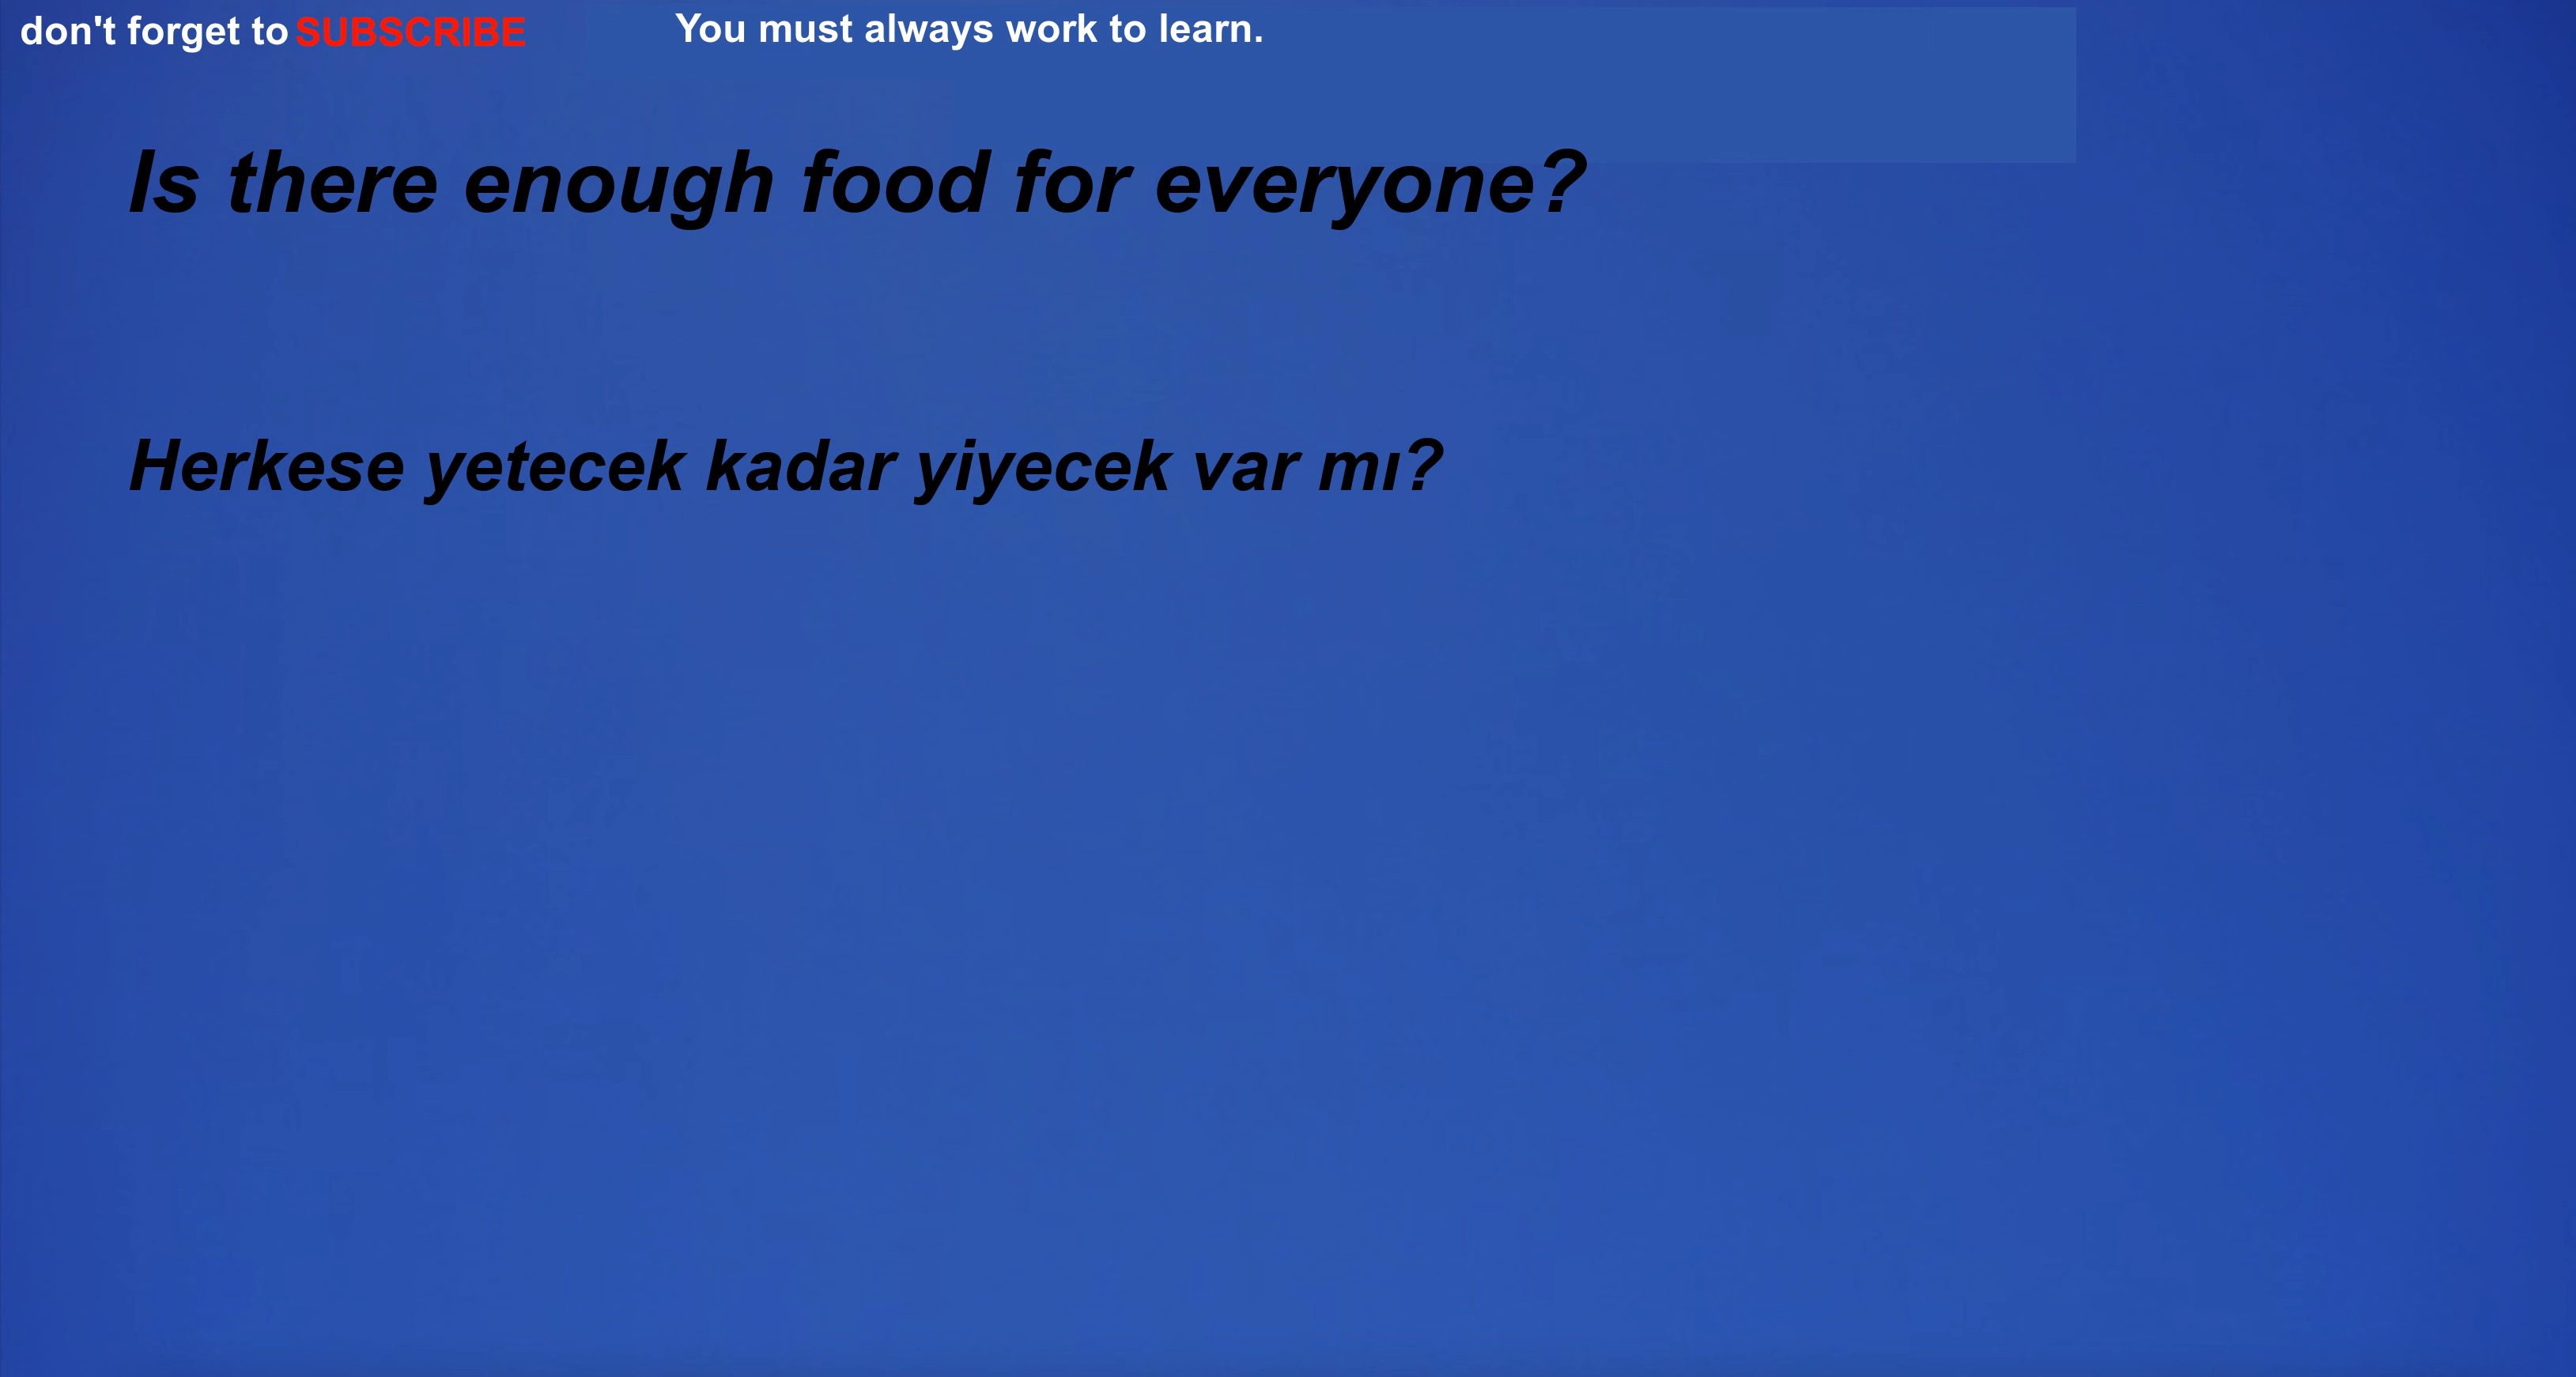 don't forget to SUBSCRIBE
You must always work to learn.
Is there enough food for everyone?
Herkese yetecek kadar yiyecek var mı?